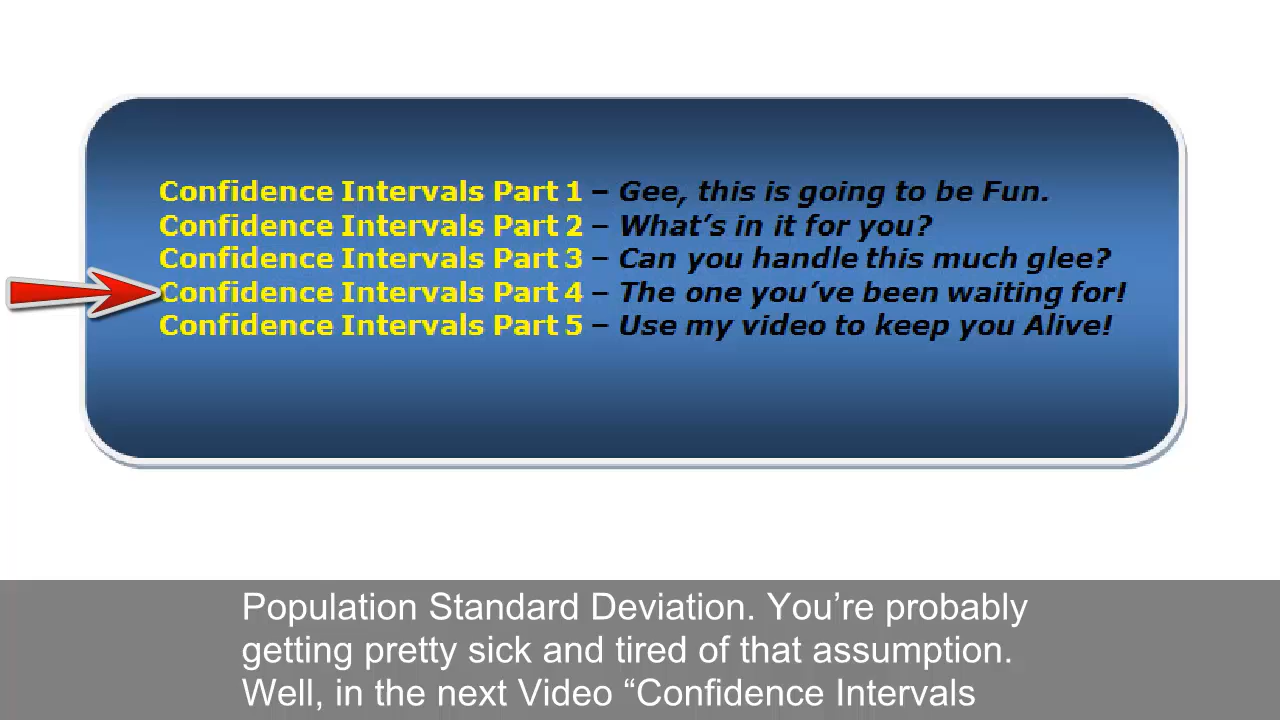 Confidence Intervals Part 1 – Gee, this is going to be Fun.
Confidence Intervals Part 2 – What’s in it for you?
Confidence Intervals Part 3 – Can you handle this much glee?
Confidence Intervals Part 4 – The one you’ve been waiting for!
Confidence Intervals Part 5 – Use my video to keep you Alive!
Population Standard Deviation. You’re probably
getting pretty sick and tired of that assumption.
Well, in the next Video “Confidence Intervals